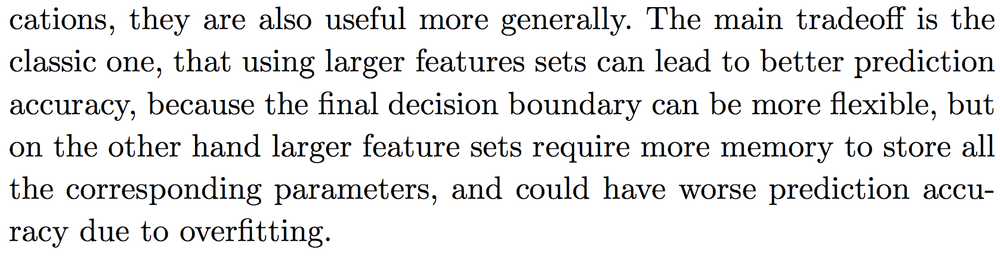 cations, they are also useful more generally. The main tradeoff is the
classic one, that using larger features sets can lead to better prediction
accuracy, because the final decision boundary can be more flexible, but
on the other hand larger feature sets require more memory to store all
the corresponding parameters, and could have worse prediction accu-
racy due to overfitting.